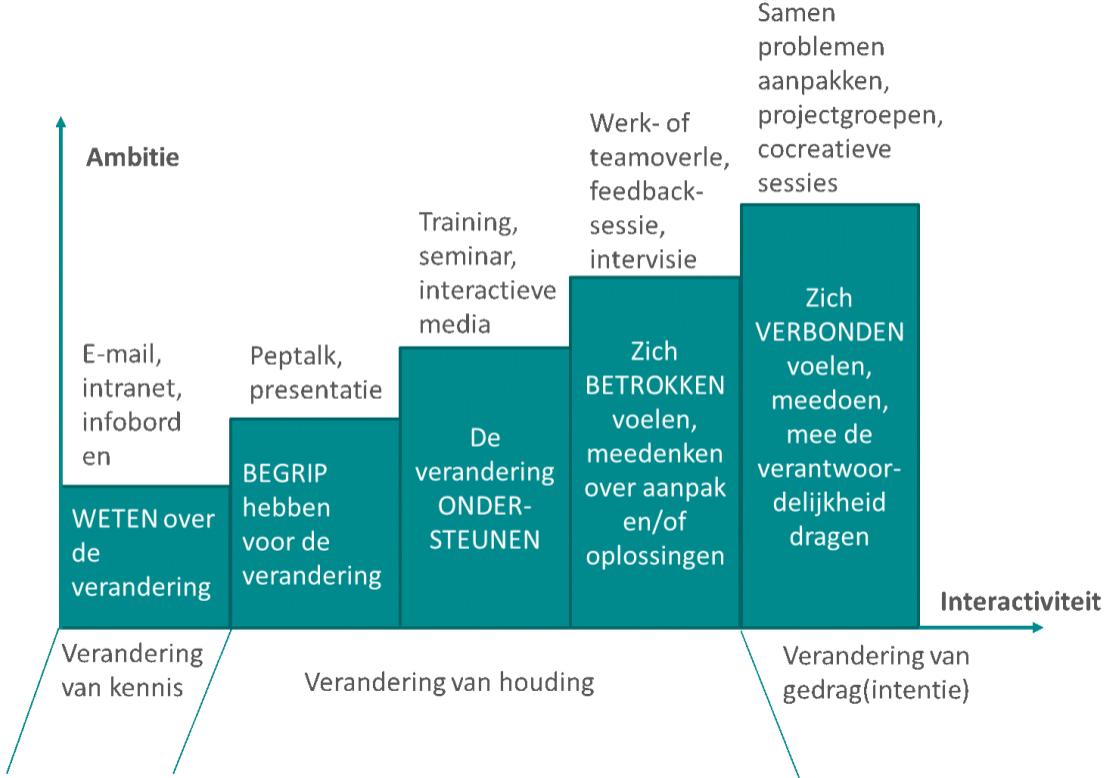 Ambitie
E-mail,
intranet,
infobord
en
WETEN over
de
verandering
Peptalk,
presentatie
BEGRIP
hebben
voor de
verandering
Training,
seminar,
interactieve
media
De
verandering
ONDER-
STEUNEN
Werk- of
teamoverle,
feedback-
sessie,
intervisie
Zich
BETROKKEN
voelen,
meedenken
over aanpak
en/of
oplossingen
Samen
problemen
aanpakken,
projectgroepen,
cocreatieve
sessies
Zich
VERBONDEN
voelen,
meedoen,
mee de
verantwoor-
delijkheid
dragen
Interactiviteit
Verandering
van kennis
Verandering van houding
Verandering van
gedrag(intentie)